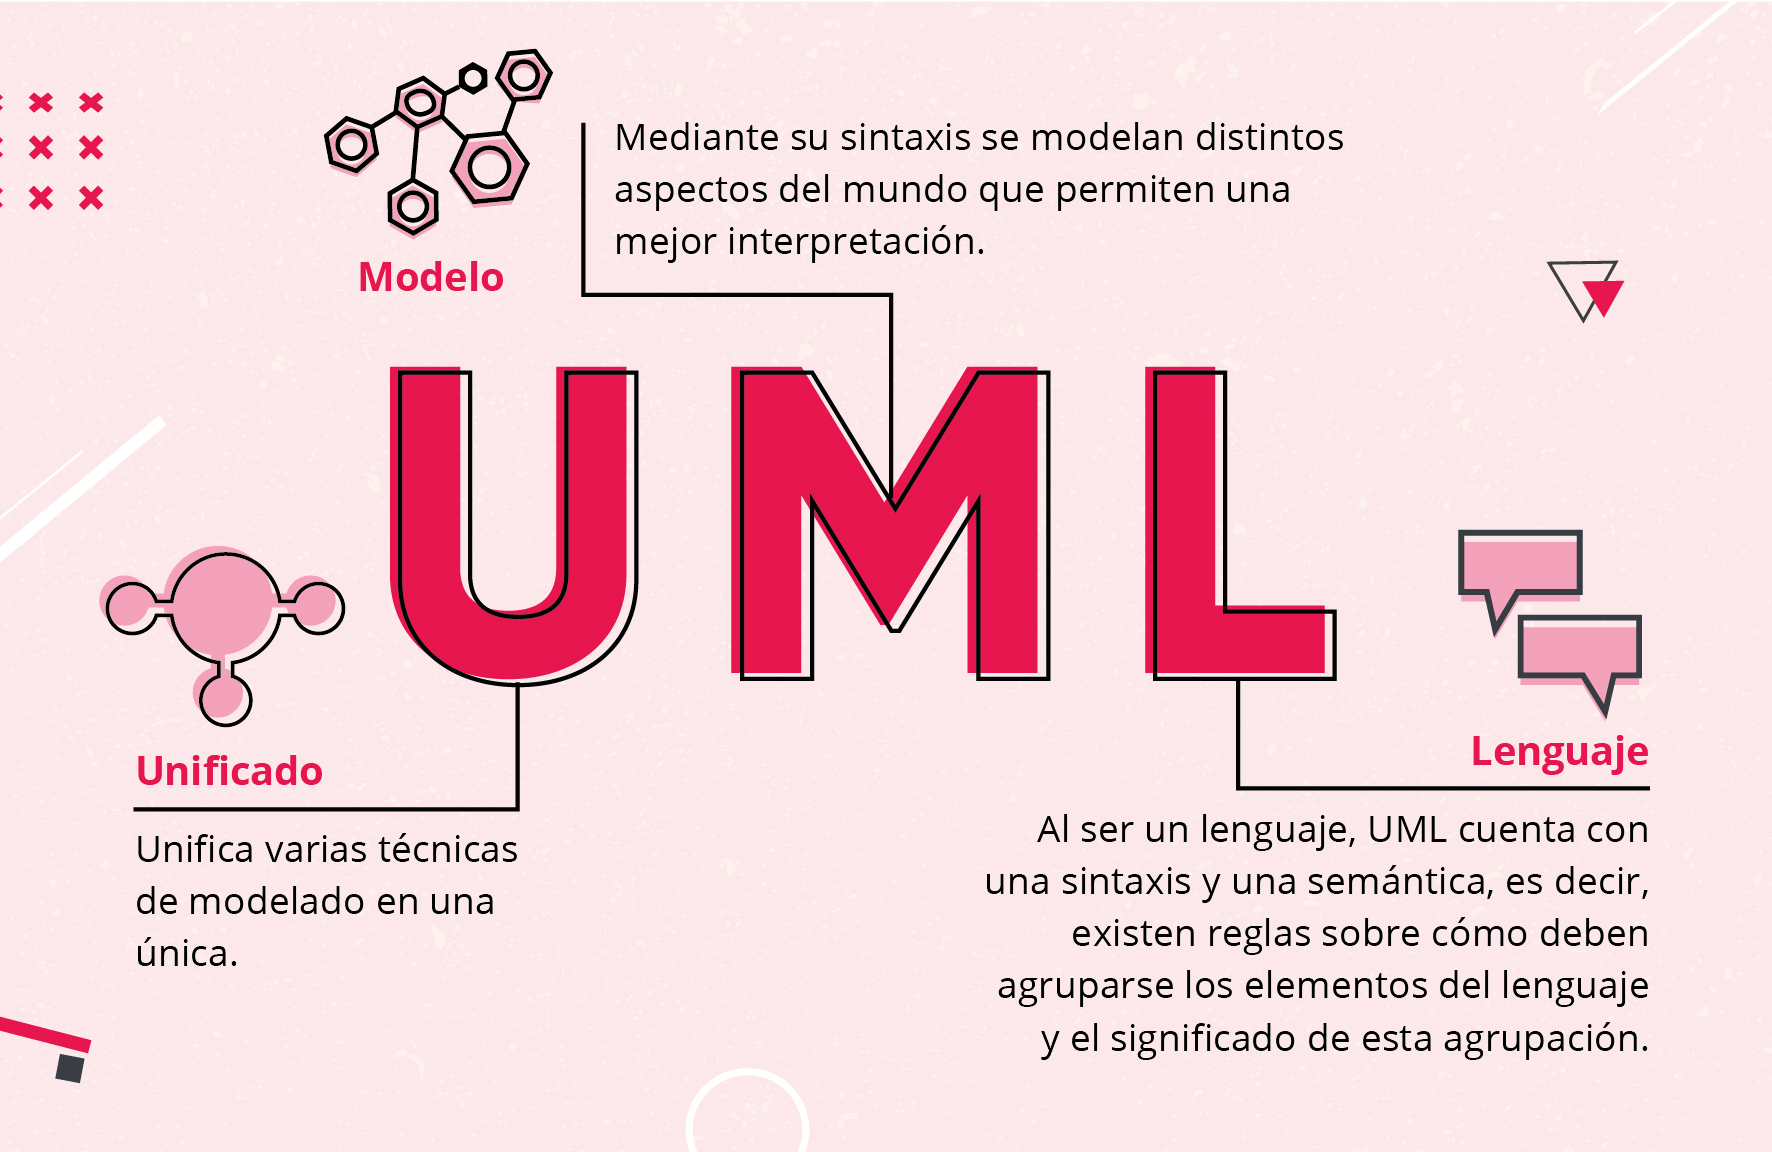 Modelo
Mediante su sintaxis se modelan distintos
aspectos del mundo que permiten una
mejor interpretación.
UML
Unificado
Unifica varias técnicas
de modelado en una
única.
Lenguaje
Al ser un lenguaje, UML cuenta con
una sintaxis y una semántica, es decir,
existen reglas sobre cómo deben
agruparse los elementos del lenguaje
y el significado de esta agrupación.